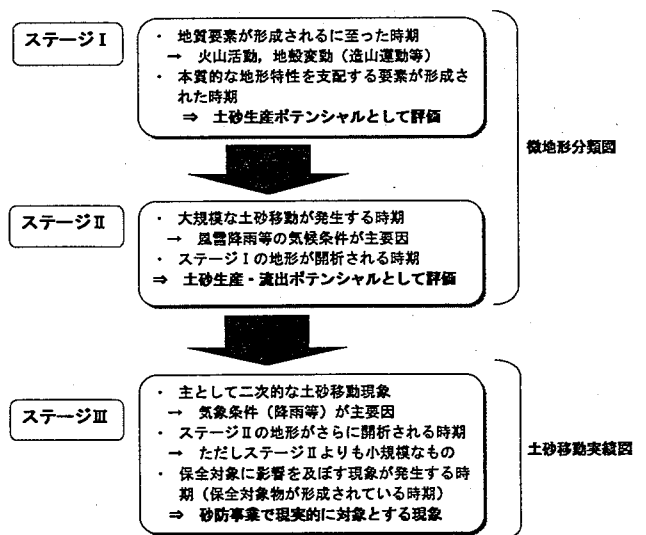 ステージⅠ
・ 地質要素が形成されるに至った時期
→ 火山活動，地殻変動（造山運動等）
・ 本質的な地形特性を支配する要素が形成さ
れた時期
⇒ 土砂生産ポテンシャルとして評価
微地形分類図
ステージⅡ
・ 大規模な土砂移動が発生する時期
→ 風雪降雨等の気候条件が主要因
・ ステージⅠの地形が開析される時期
⇒ 土砂生産・流出ポテンシャルとして評価
ステージⅢ
・ 主として二次的な土砂移動現象
→ 気象条件（降雨等）が主要因
・ ステージⅡの地形がさらに開析される時期
→ ただしステージⅡよりも小規模なもの
・ 保全対象に影響を及ぼす現象が発生する時
期（保全対象物が形成されている時期）
⇒ 砂防事業で現実的に対象とする現象
土砂移動実績図